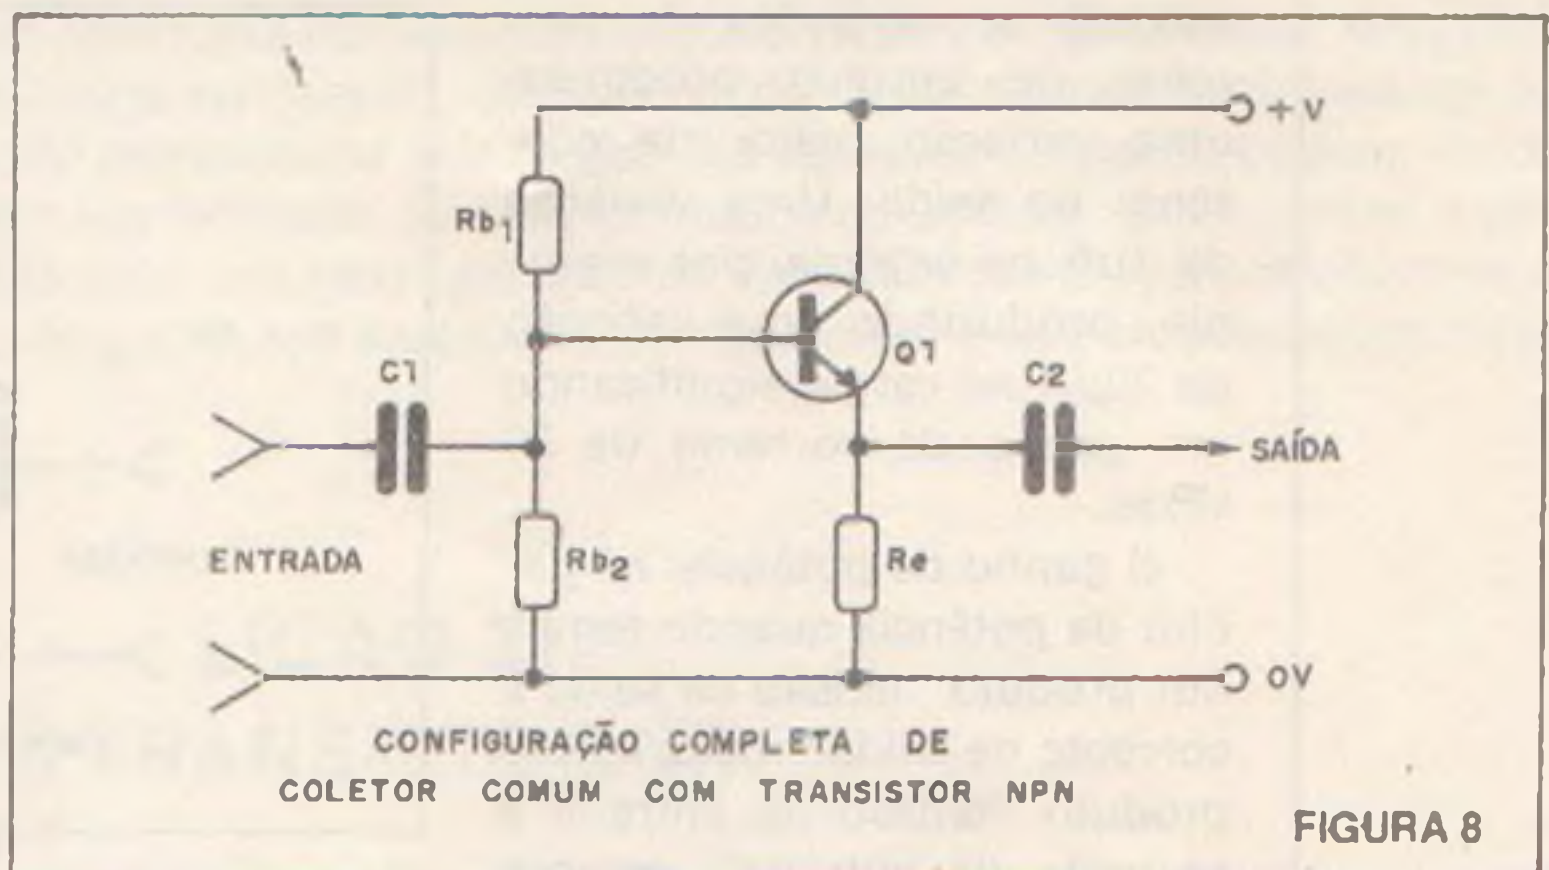 +V
Rb1
Q1
C1
C2
SAÍDA
ENTRADA
Rb2
Re
0V
CONFIGURAÇÃO COMPLETA DE
COLETOR COMUM COM TRANSISTOR NPN
FIGURA 8